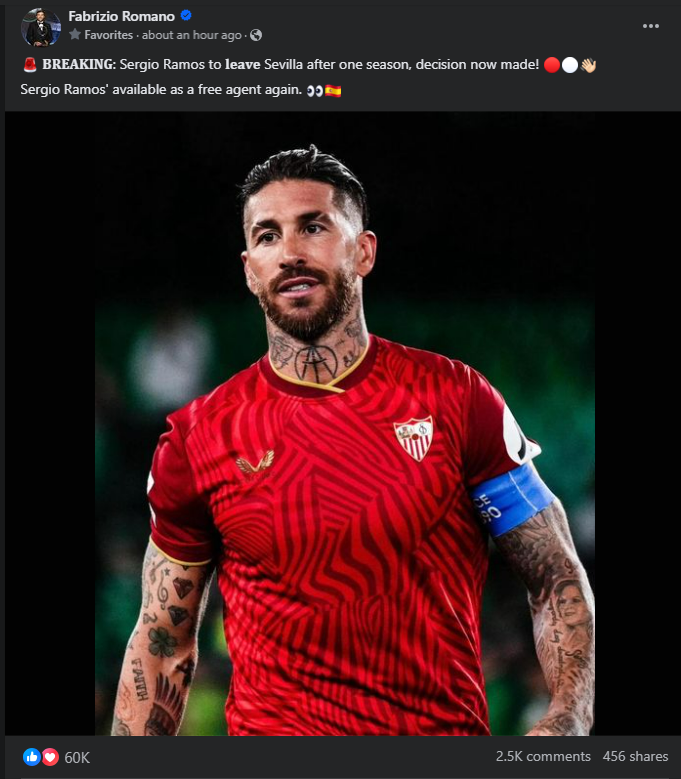 Fabrizio Romano
Favorites · about an hour ago ·
🚨 BREAKING: Sergio Ramos to leave Sevilla after one season, decision now made! 🔴⚪👋🏻
Sergio Ramos' available as a free agent again. 👀🇪🇸
FAITH
60K
2.5K comments 456 shares